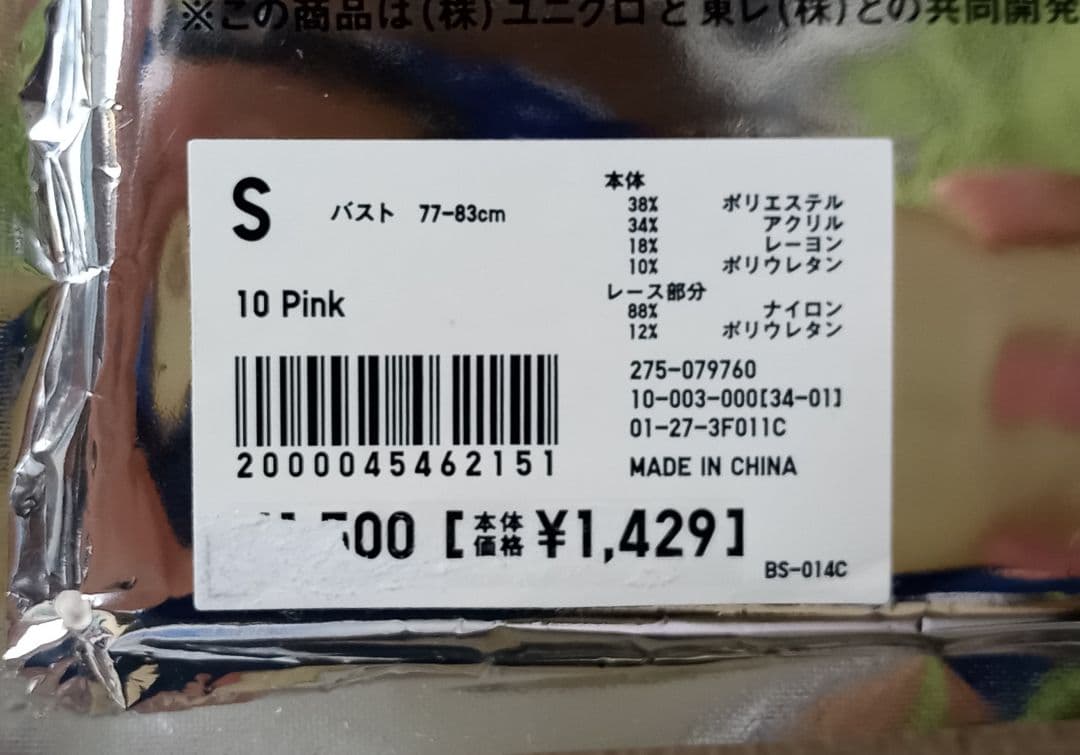 ※この商品は(株)ユニクロと東レ(株)との共同開発
S
バスト 77-83cm
10 Pink
2000045462151
本体
38% ポリエステル
34% アクリル
18% レーヨン
10% ポリウレタン
レース部分
88% ナイロン
12% ポリウレタン
275-079760
10-003-000[34-01]
01-27-3F011C
MADE IN CHINA
500 [本体価格 ¥1,429]
BS-014C